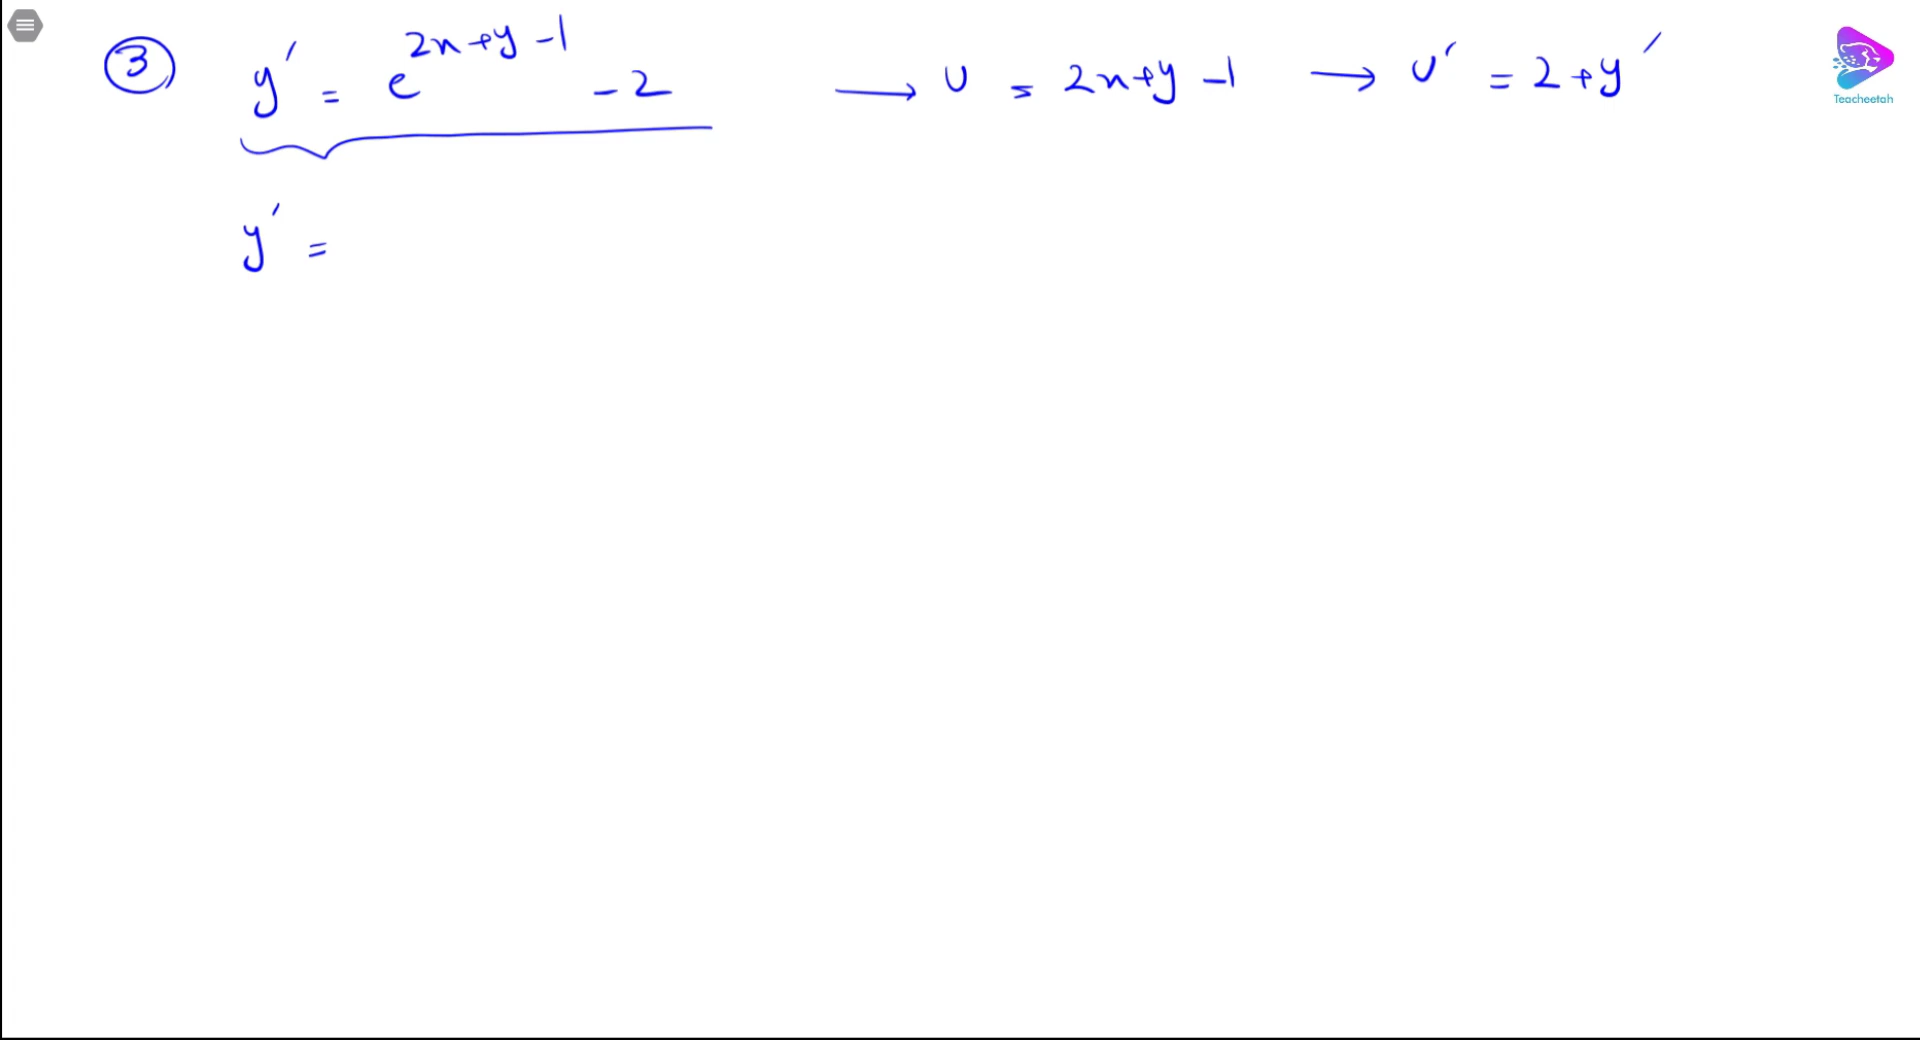 ③ y' = e^{2x+y-1} - 2 → u = 2x+y-1 → u' = 2+y'
y' =
Teacheetah